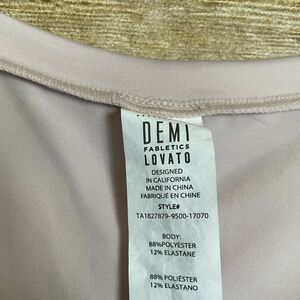 DEMI
FABLETICS
LOVATO
DESIGNED
IN CALIFORNIA
MADE IN CHINA
FABRIQUÉ EN CHINE
STYLE#
TA1827879-9500-17070
BODY:
88%POLYESTER
12% ELASTANE
88% POLIÉSTER
12% ELASTANO